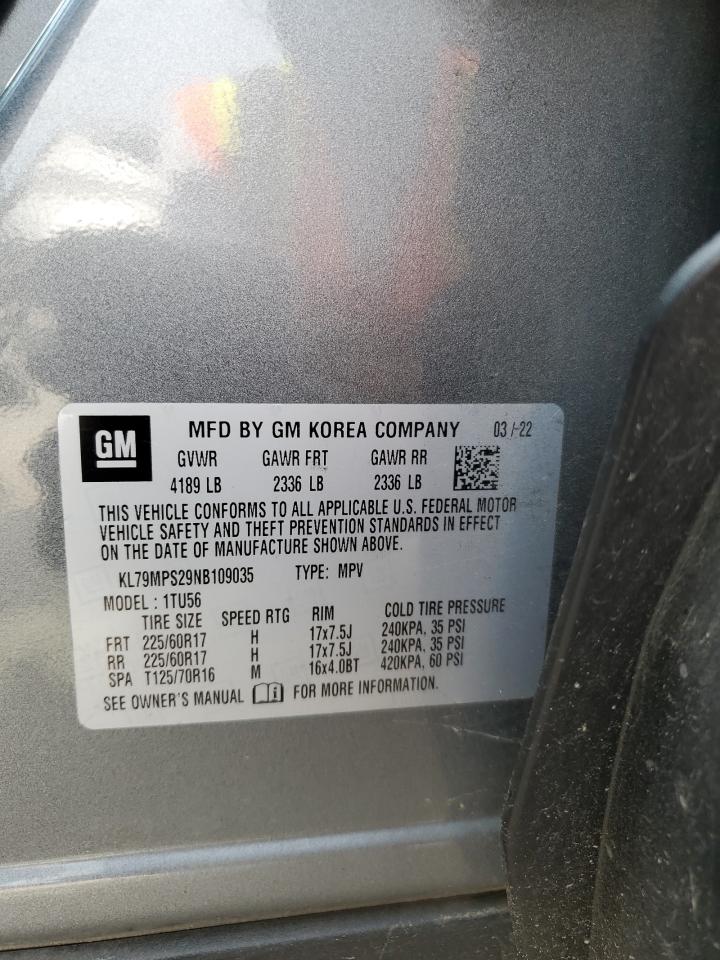 GM MFD BY GM KOREA COMPANY 03 / 22
GVWR GAWR FRT GAWR RR
4189 LB 2336 LB 2336 LB
THIS VEHICLE CONFORMS TO ALL APPLICABLE U.S. FEDERAL MOTOR
VEHICLE SAFETY AND THEFT PREVENTION STANDARDS IN EFFECT
ON THE DATE OF MANUFACTURE SHOWN ABOVE.
KL79MPS29NB109035 TYPE: MPV
MODEL : 1TU56
TIRE SIZE SPEED RTG RIM COLD TIRE PRESSURE
FRT 225/60R17 H 17x7.5J 240KPA, 35 PSI
RR 225/60R17 H 17x7.5J 240KPA, 35 PSI
SPA T125/70R16 M 16x4.0BT 420KPA, 60 PSI
SEE OWNER'S MANUAL FOR MORE INFORMATION.